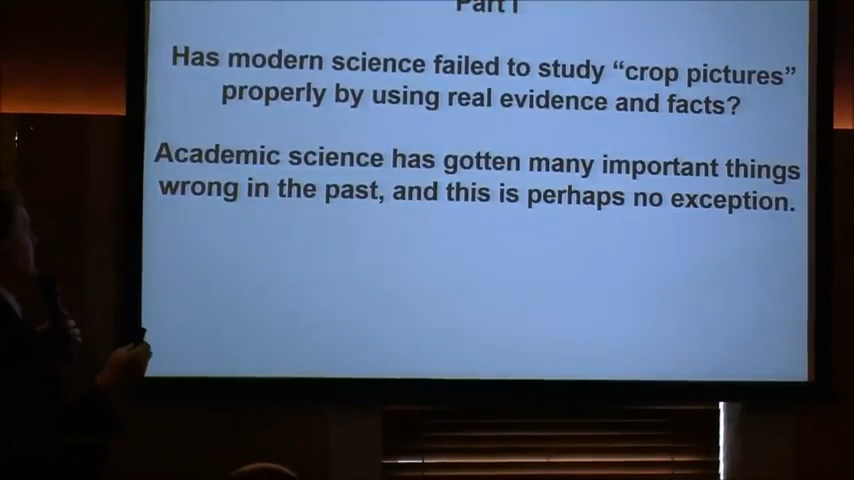 Part I
Has modern science failed to study “crop pictures”
properly by using real evidence and facts?
Academic science has gotten many important things
wrong in the past, and this is perhaps no exception.